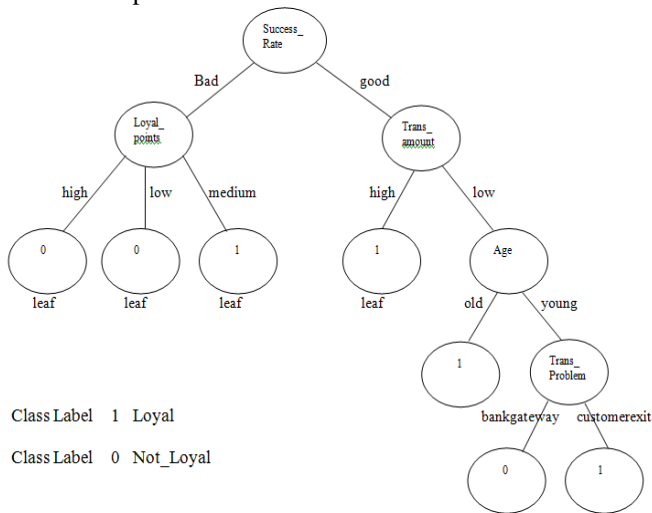 Success_
Rate
Bad
good
Loyal_
points
Trans_
amount
high
low
medium
high
low
0
0
1
1
Age
leaf
leaf
leaf
leaf
old
young
1
Trans_
Problem
Class Label 1 Loyal
bankgateway
customerexit
Class Label 0 Not_Loyal
0
1